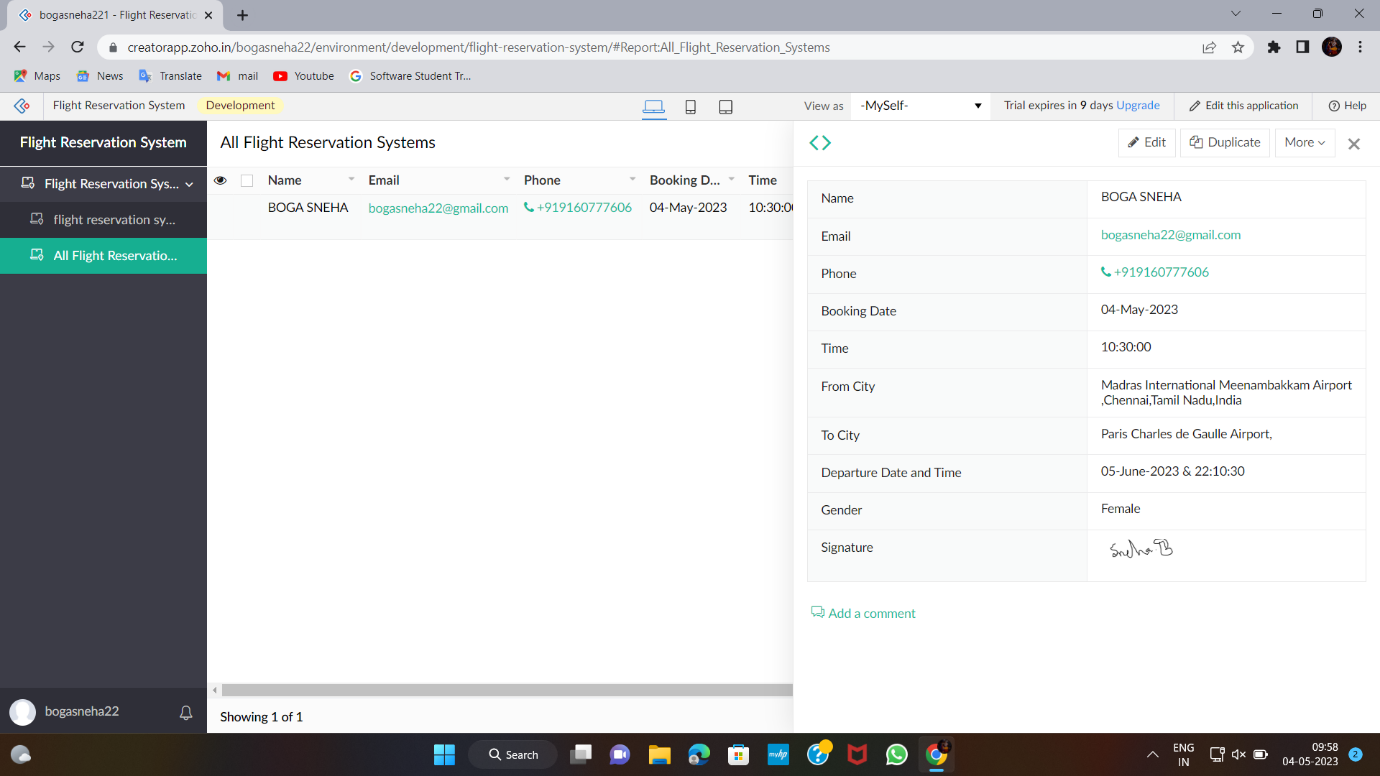 bogasneha221 - Flight Reservatio
creatorapp.zoho.in/bogasneha22/environment/development/flight-reservation-system/#Report:All_Flight_Reservation_Systems
Maps News Translate mail Youtube Software Student Tr...
Flight Reservation System Development View as -MySelf- Trial expires in 9 days Upgrade Edit this application Help
Flight Reservation System
Flight Reservation Sys...
flight reservation sy...
All Flight Reservatio...
bogasneha22
All Flight Reservation Systems
Name Email Phone Booking D... Time
BOGA SNEHA bogasneha22@gmail.com +919160777606 04-May-2023 10:30:0
Showing 1 of 1
Edit Duplicate More
Name BOGA SNEHA
Email bogasneha22@gmail.com
Phone +919160777606
Booking Date 04-May-2023
Time 10:30:00
From City Madras International Meenambakkam Airport
,Chennai,Tamil Nadu,India
To City Paris Charles de Gaulle Airport,
Departure Date and Time 05-June-2023 & 22:10:30
Gender Female
Signature Sneha B
Add a comment
Search myhp ENG 09:58
IN 04-05-2023 2